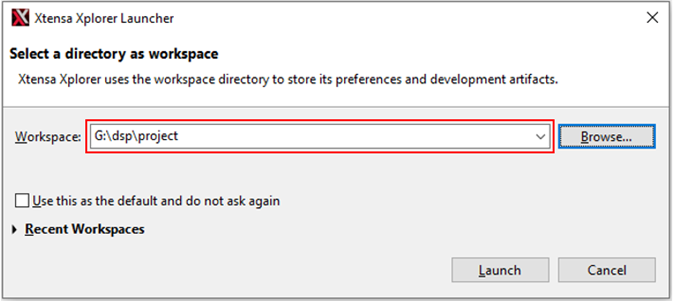 Xtensa Xplorer Launcher
Select a directory as workspace
Xtensa Xplorer uses the workspace directory to store its preferences and development artifacts.
Workspace: G:\dsp\project Browse...
Use this as the default and do not ask again
Recent Workspaces
Launch Cancel